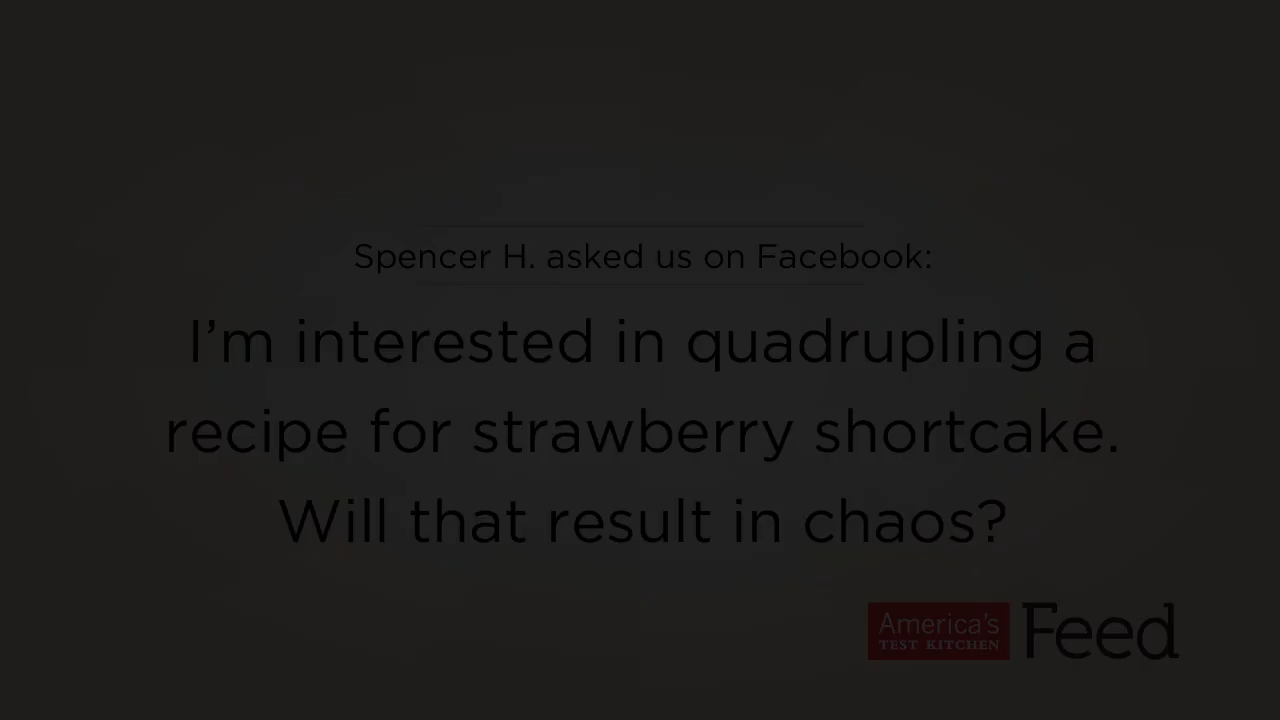 Spencer H. asked us on Facebook:
I’m interested in quadrupling a
recipe for strawberry shortcake.
Will that result in chaos?
America's
TEST KITCHEN
Feed